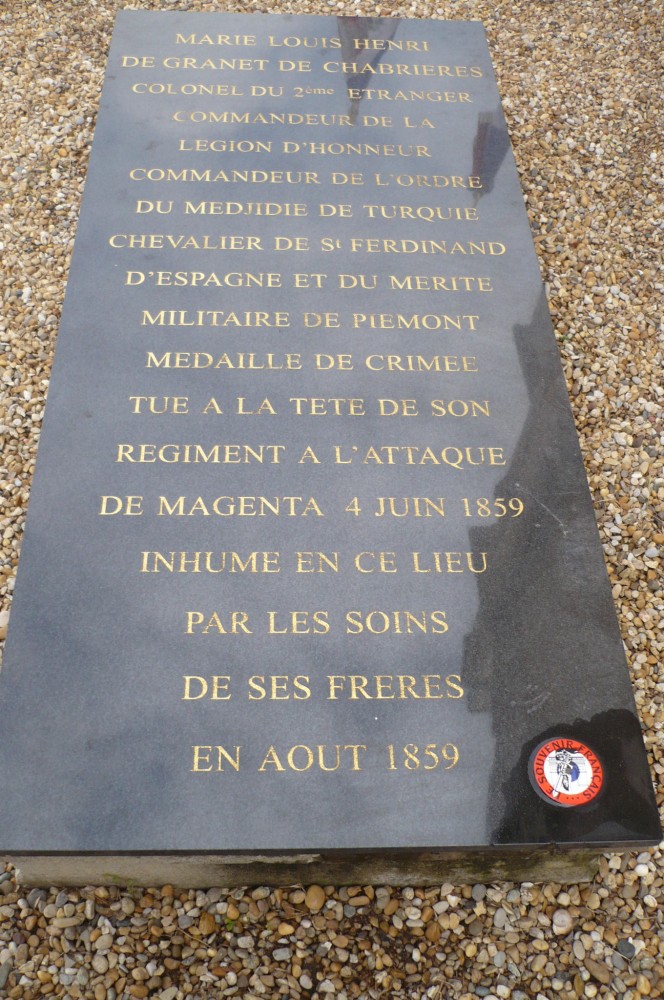 MARIE LOUIS HENRI
DE GRANET DE CHABRIERES
COLONEL DU 2ème ETRANGER
COMMANDEUR DE LA
LEGION D'HONNEUR
COMMANDEUR DE L'ORDRE
DU MEDJIDIE DE TURQUIE
CHEVALIER DE St FERDINAND
D'ESPAGNE ET DU MERITE
MILITAIRE DE PIEMONT
MEDAILLE DE CRIMEE
TUE A LA TETE DE SON
REGIMENT A L'ATTAQUE
DE MAGENTA 4 JUIN 1859
INHUME EN CE LIEU
PAR LES SOINS
DE SES FRERES
EN AOUT 1859
LE SOUVENIR FRANÇAIS...